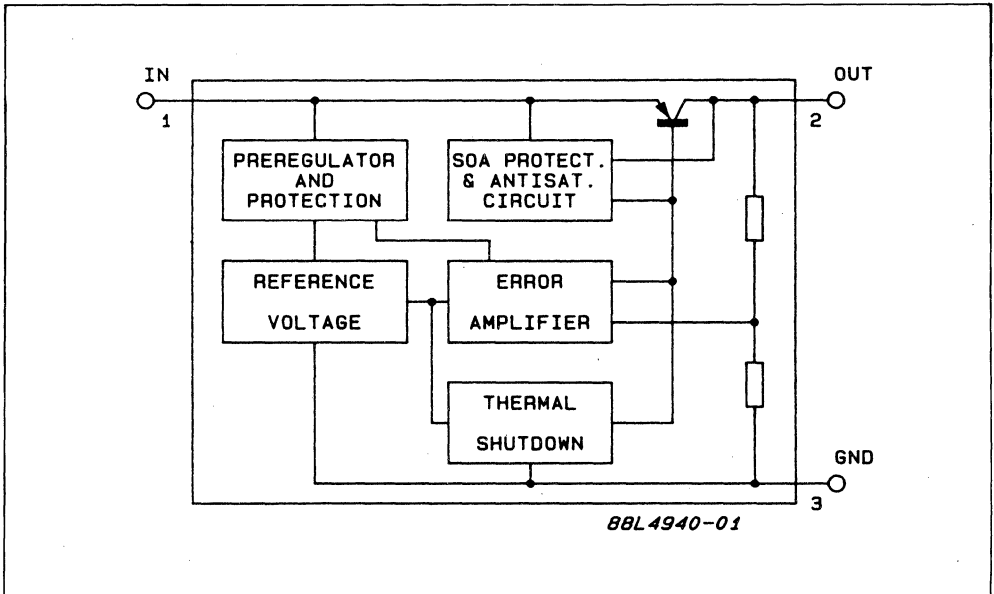 IN
1
OUT
2
PREREGULATOR
AND
PROTECTION
SOA PROTECT.
& ANTISAT.
CIRCUIT
REFERENCE
VOLTAGE
ERROR
AMPLIFIER
THERMAL
SHUTDOWN
GND
3
88L4940-01